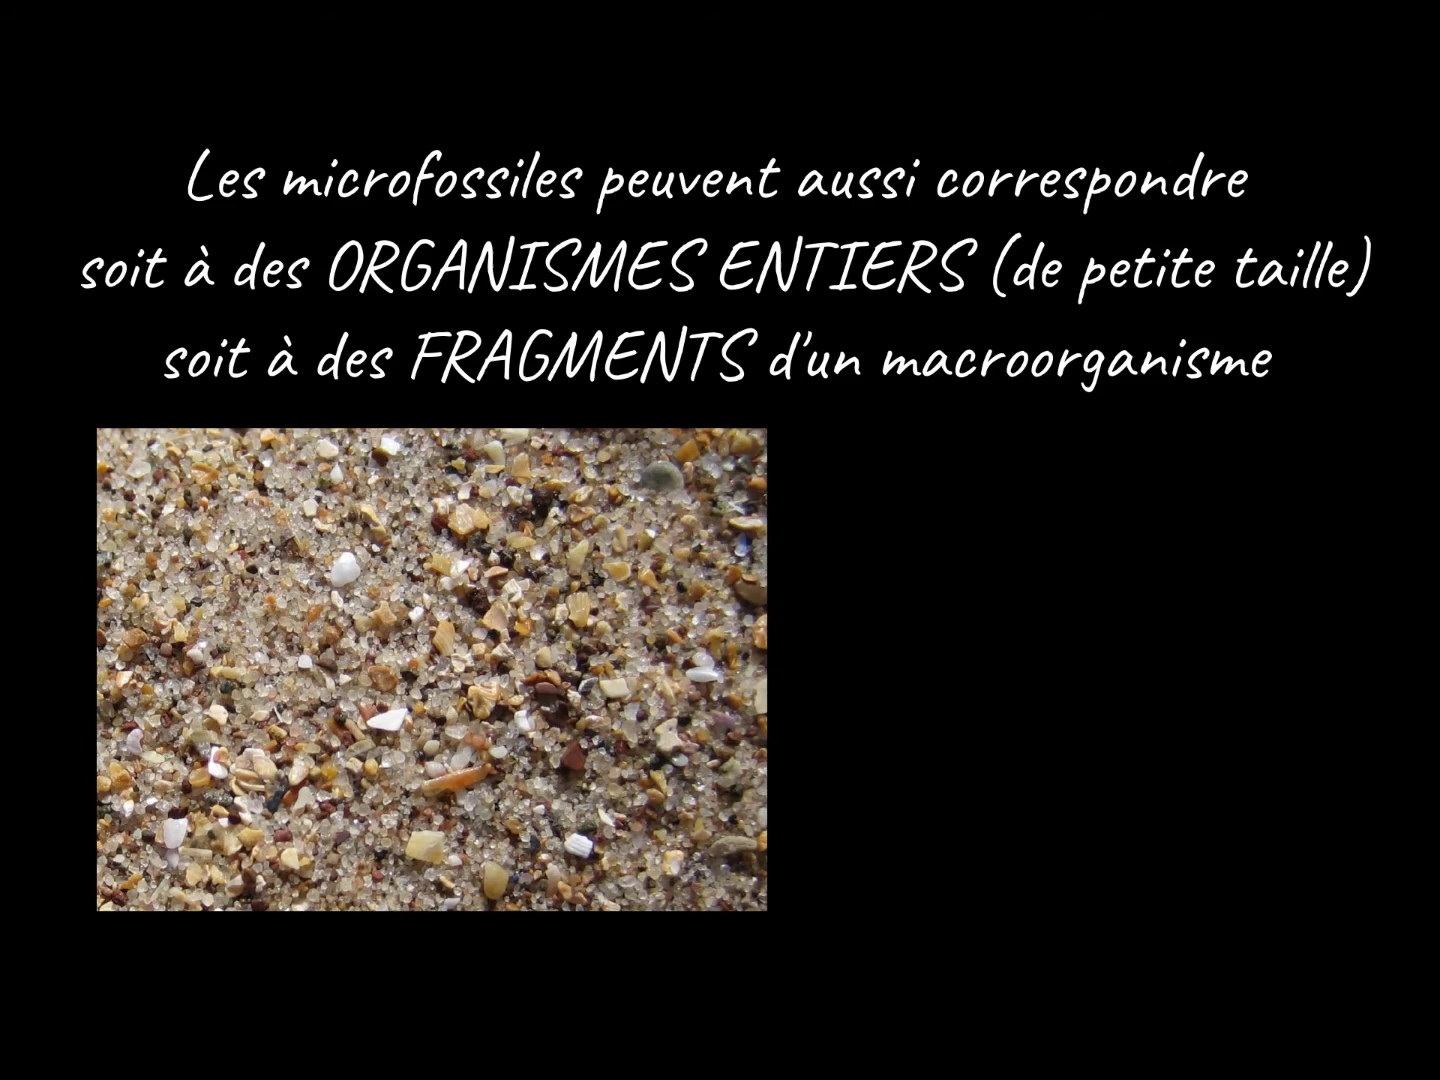 Les microfossiles peuvent aussi correspondre
soit à des ORGANISMES ENTIERS (de petite taille)
soit à des FRAGMENTS d'un macroorganisme